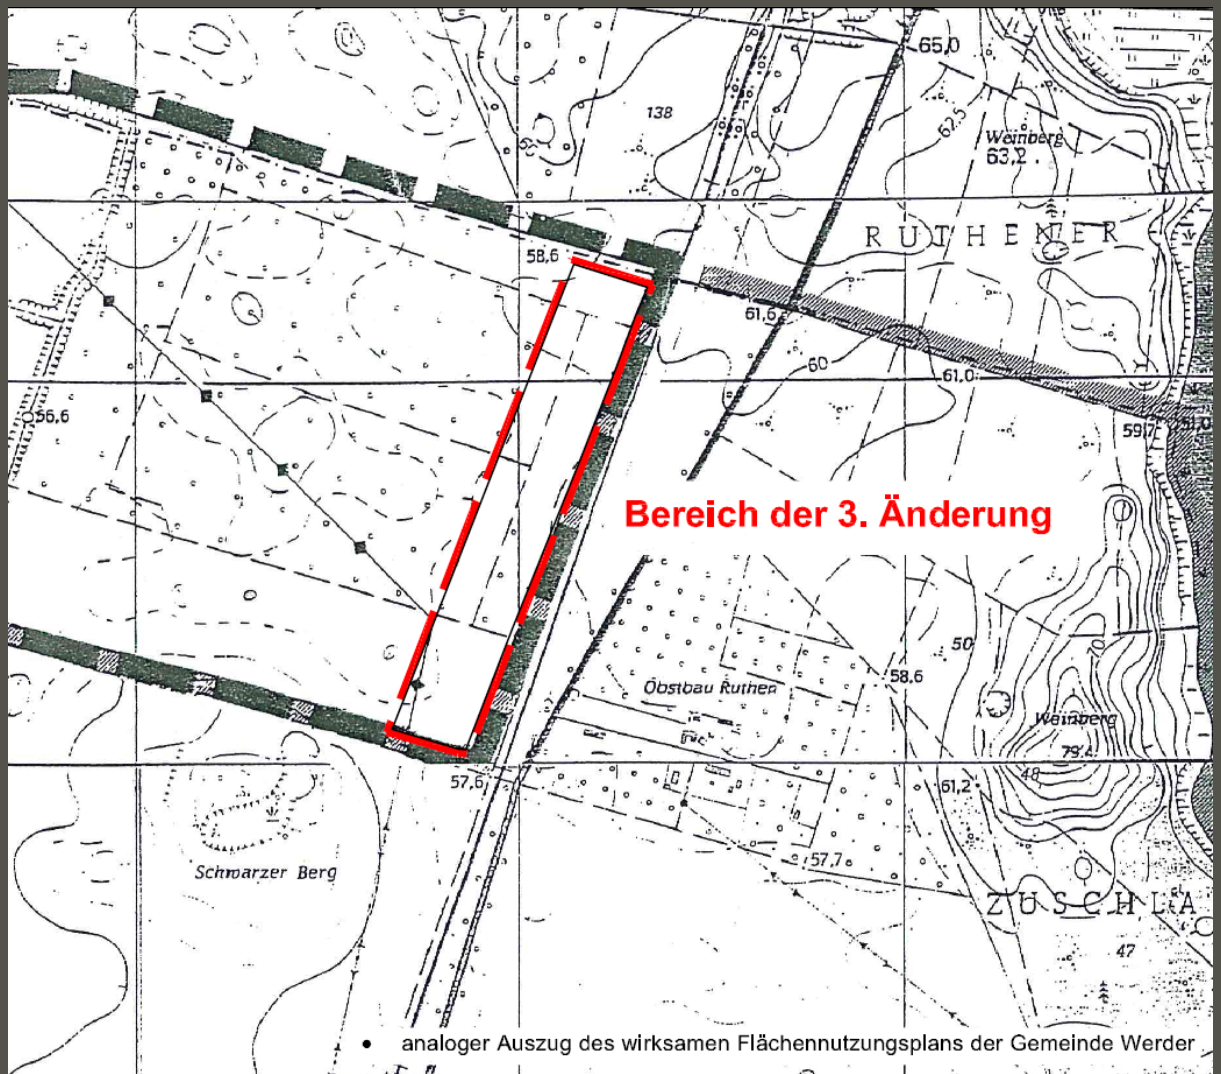 65,0
138
62,5
Weinberg
63,2
RUTHENER
58,6
61,6
60
61,0
56,6
59,7
51,0
Bereich der 3. Änderung
50
58,6
Obstbau Ruthen
Weinberg
79,4
48
57,6
61,2
57,7
Schwarzer Berg
ZUSCHLA
47
• analoger Auszug des wirksamen Flächennutzungsplans der Gemeinde Werder